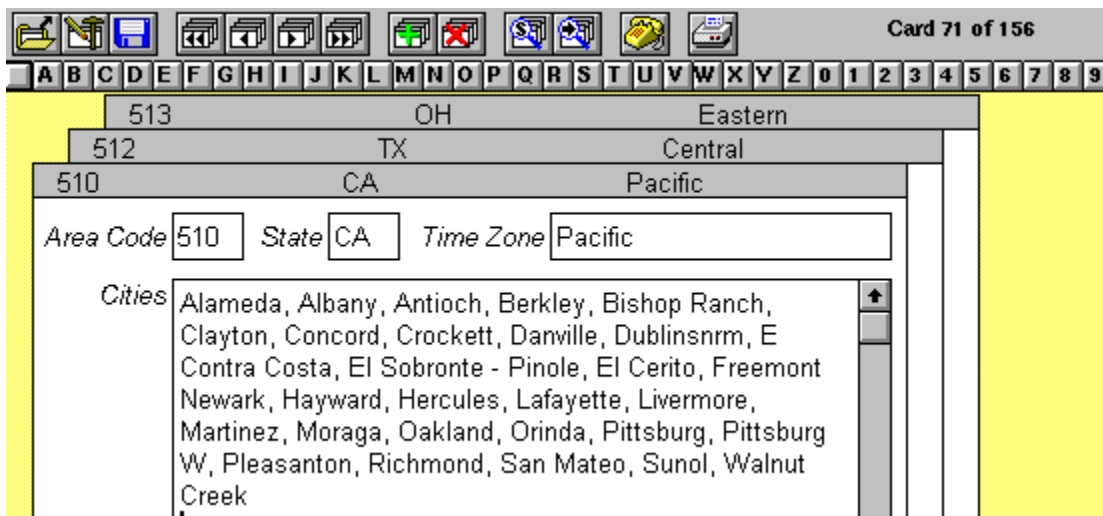 Card 71 of 156
A B C D E F G H I J K L M N O P Q R S T U V W X Y Z 0 1 2 3 4 5 6 7 8 9
513 OH Eastern
512 TX Central
510 CA Pacific
Area Code 510 State CA Time Zone Pacific
Cities Alameda, Albany, Antioch, Berkley, Bishop Ranch,
Clayton, Concord, Crockett, Danville, Dublinsnrm, E
Contra Costa, El Sobronte - Pinole, El Cerito, Freemont
Newark, Hayward, Hercules, Lafayette, Livermore,
Martinez, Moraga, Oakland, Orinda, Pittsburg, Pittsburg
W, Pleasanton, Richmond, San Mateo, Sunol, Walnut
Creek